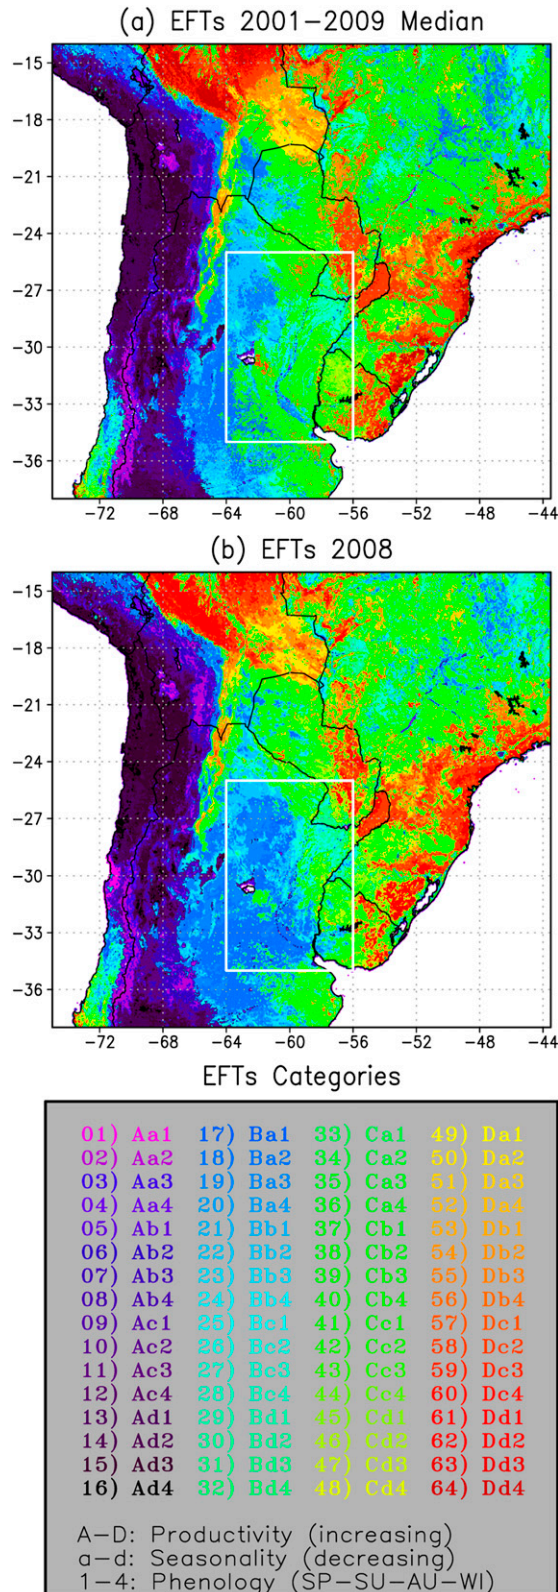 (a) EFTs 2001−2009 Median
−15
−18
−21
−24
−27
−30
−33
−36
−72 −68 −64 −60 −56 −52 −48 −44
(b) EFTs 2008
−15
−18
−21
−24
−27
−30
−33
−36
−72 −68 −64 −60 −56 −52 −48 −44
EFTs Categories
01) Aa1 17) Ba1 33) Ca1 49) Da1
02) Aa2 18) Ba2 34) Ca2 50) Da2
03) Aa3 19) Ba3 35) Ca3 51) Da3
04) Aa4 20) Ba4 36) Ca4 52) Da4
05) Ab1 21) Bb1 37) Cb1 53) Db1
06) Ab2 22) Bb2 38) Cb2 54) Db2
07) Ab3 23) Bb3 39) Cb3 55) Db3
08) Ab4 24) Bb4 40) Cb4 56) Db4
09) Ac1 25) Bc1 41) Cc1 57) Dc1
10) Ac2 26) Bc2 42) Cc2 58) Dc2
11) Ac3 27) Bc3 43) Cc3 59) Dc3
12) Ac4 28) Bc4 44) Cc4 60) Dc4
13) Ad1 29) Bd1 45) Cd1 61) Dd1
14) Ad2 30) Bd2 46) Cd2 62) Dd2
15) Ad3 31) Bd3 47) Cd3 63) Dd3
16) Ad4 32) Bd4 48) Cd4 64) Dd4
A−D: Productivity (increasing)
a−d: Seasonality (decreasing)
1−4: Phenology (SP−SU−AU−WI)